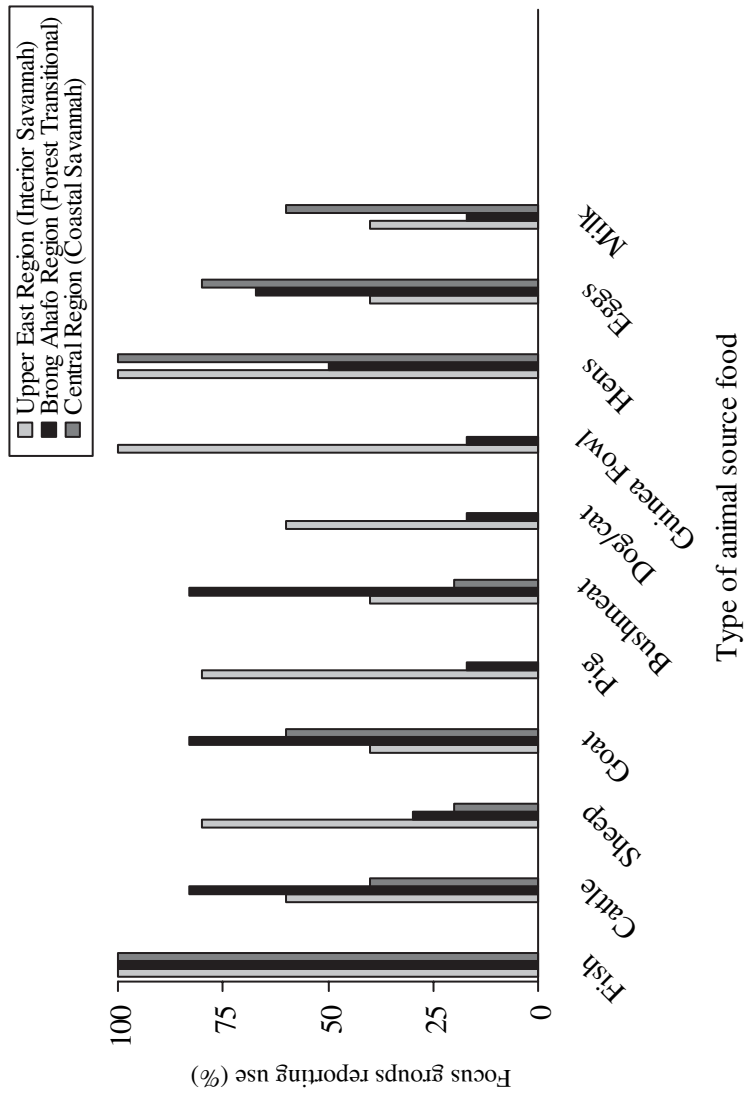 Upper East Region (Interior Savannah)
Brong Ahafo Region (Forest Transitional)
Central Region (Coastal Savannah)
Focus groups reporting use (%)
100
75
50
25
0
Fish
Cattle
Sheep
Goat
Pig
Bushmeat
Dog/cat
Guinea Fowl
Hens
Eggs
Milk
Type of animal source food